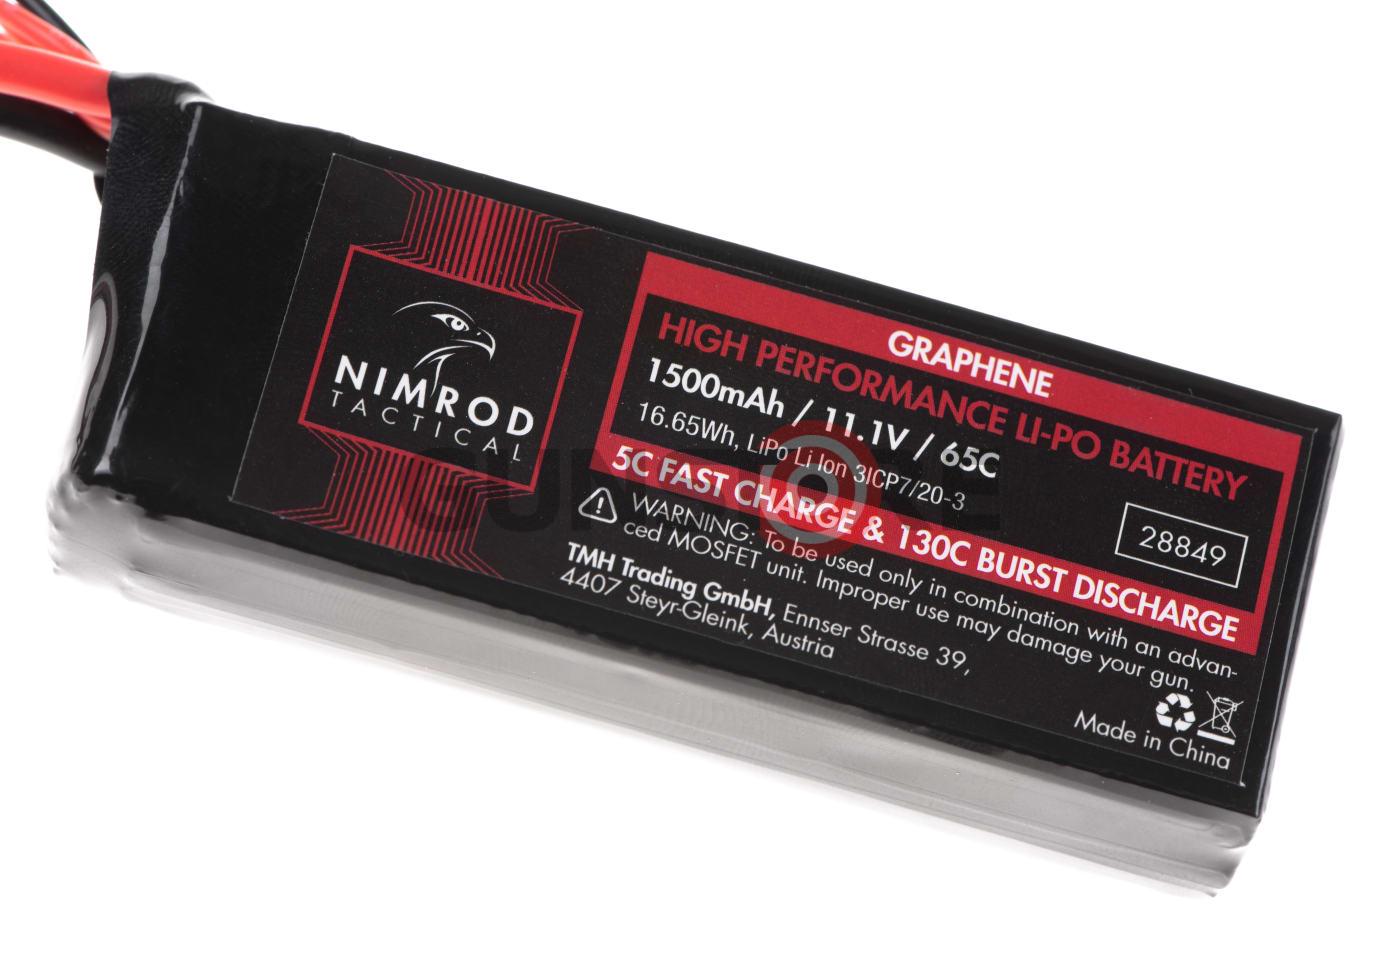 NIMROD
TACTICAL
GRAPHENE
HIGH PERFORMANCE LI-PO BATTERY
1500mAh / 11.1V / 65C
16.65Wh, LiPo Li Ion 3ICP7/20-3
28849
5C FAST CHARGE & 130C BURST DISCHARGE
WARNING: To be used only in combination with an advan-
ced MOSFET unit. Improper use may damage your gun.
TMH Trading GmbH, Ennser Strasse 39,
4407 Steyr-Gleink, Austria
Made in China